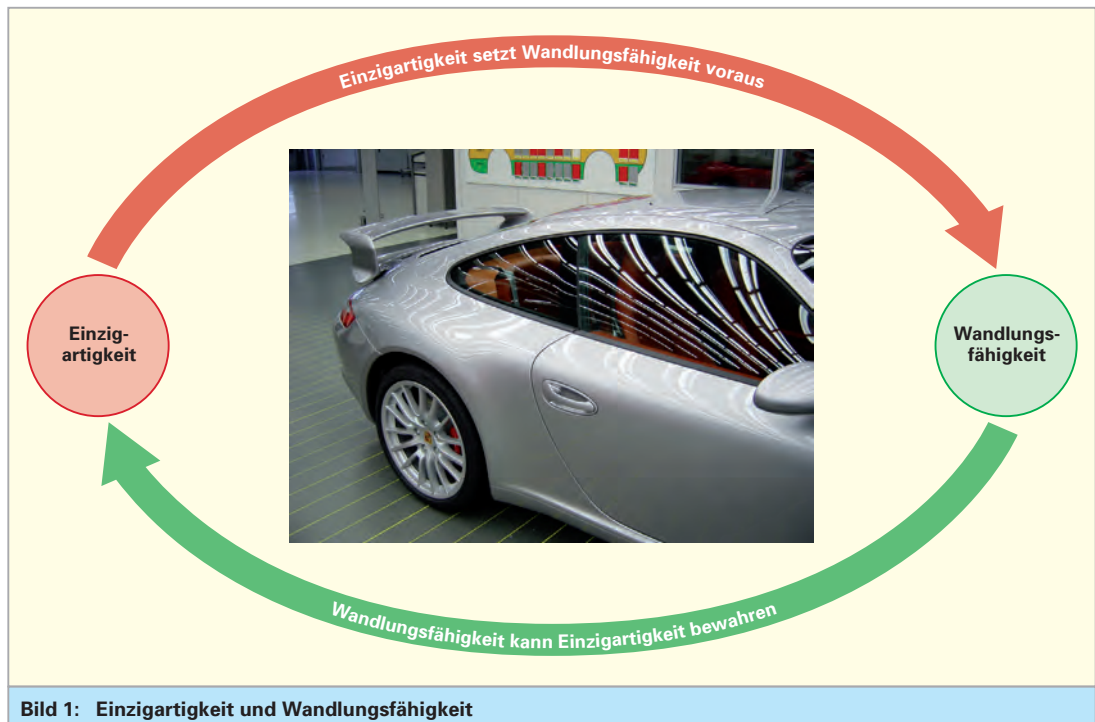 Einzigartigkeit setzt Wandlungsfähigkeit voraus
Einzig-
artigkeit
Wandlungs-
fähigkeit
Wandlungsfähigkeit kann Einzigartigkeit bewahren
Bild 1: Einzigartigkeit und Wandlungsfähigkeit